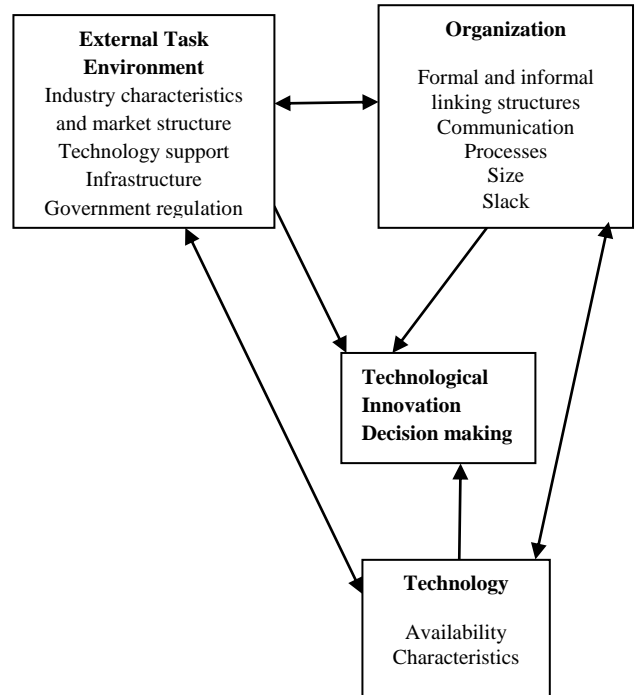 External Task
Environment
Industry characteristics
and market structure
Technology support
Infrastructure
Government regulation
Organization
Formal and informal
linking structures
Communication
Processes
Size
Slack
Technological
Innovation
Decision making
Technology
Availability
Characteristics